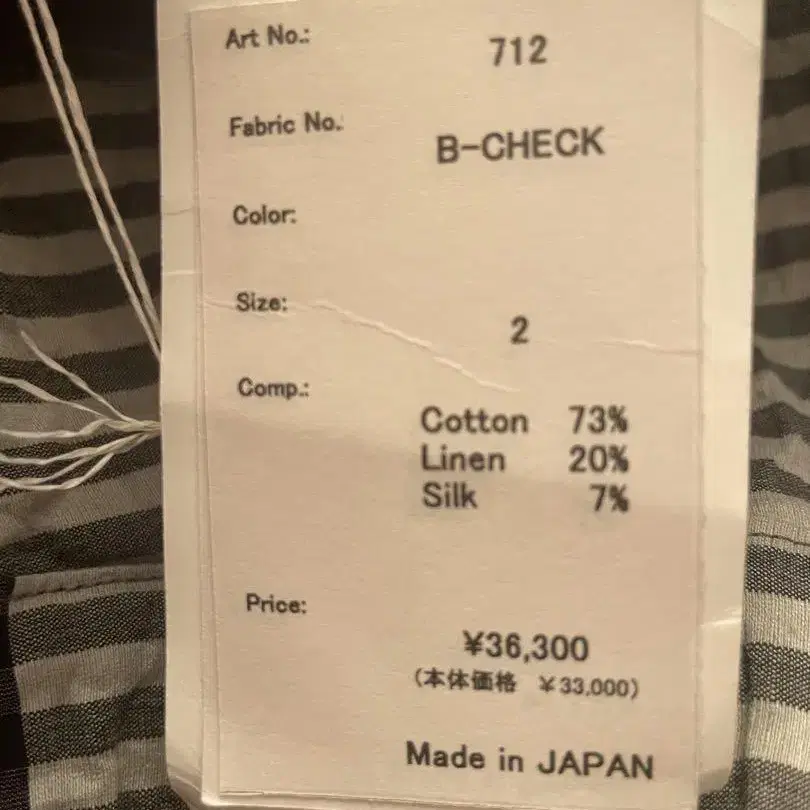 Art No.: 712
Fabric No. B-CHECK
Color:
Size: 2
Comp.:
Cotton 73%
Linen 20%
Silk 7%
Price:
¥36,300
(本体価格 ¥33,000)
Made in JAPAN